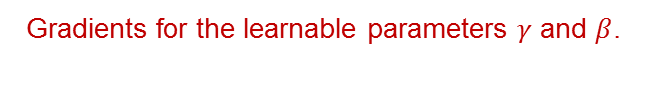 Gradients for the learnable parameters γ and β.